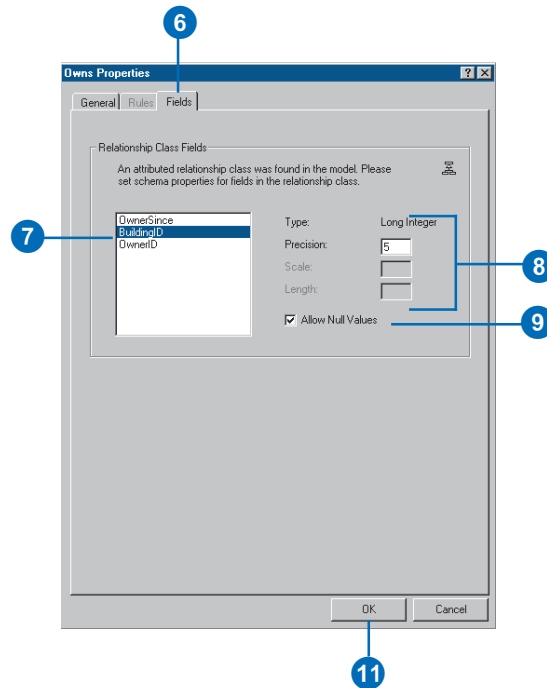 6
Owns Properties
General Rules Fields
Relationship Class Fields
An attributed relationship class was found in the model. Please
set schema properties for fields in the relationship class.
7
OwnerSince
BuildingID
OwnerID
Type: Long Integer
Precision: 5
Scale:
Length:
8
Allow Null Values
9
OK Cancel
11